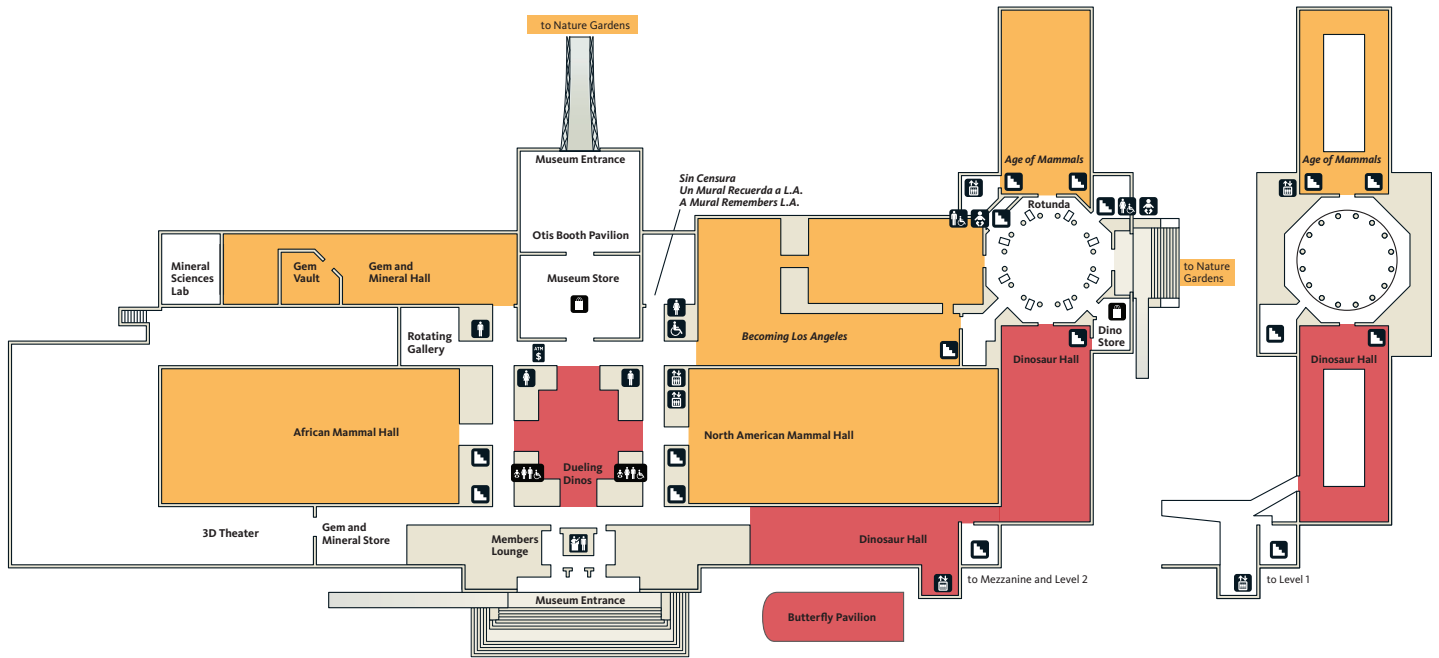 to Nature Gardens
Museum Entrance
Sin Censura
Un Mural Recuerda a L.A.
A Mural Remembers L.A.
Age of Mammals
Age of Mammals
Rotunda
Otis Booth Pavilion
Mineral
Sciences
Lab
Gem
Vault
Gem and
Mineral Hall
Museum Store
to Nature
Gardens
Rotating
Gallery
ATM
$
Becoming Los Angeles
Dino
Store
Dinosaur Hall
Dinosaur Hall
African Mammal Hall
North American Mammal Hall
Dueling
Dinos
3D Theater
Gem and
Mineral Store
Members
Lounge
Dinosaur Hall
to Mezzanine and Level 2
to Level 1
Museum Entrance
Butterfly Pavilion